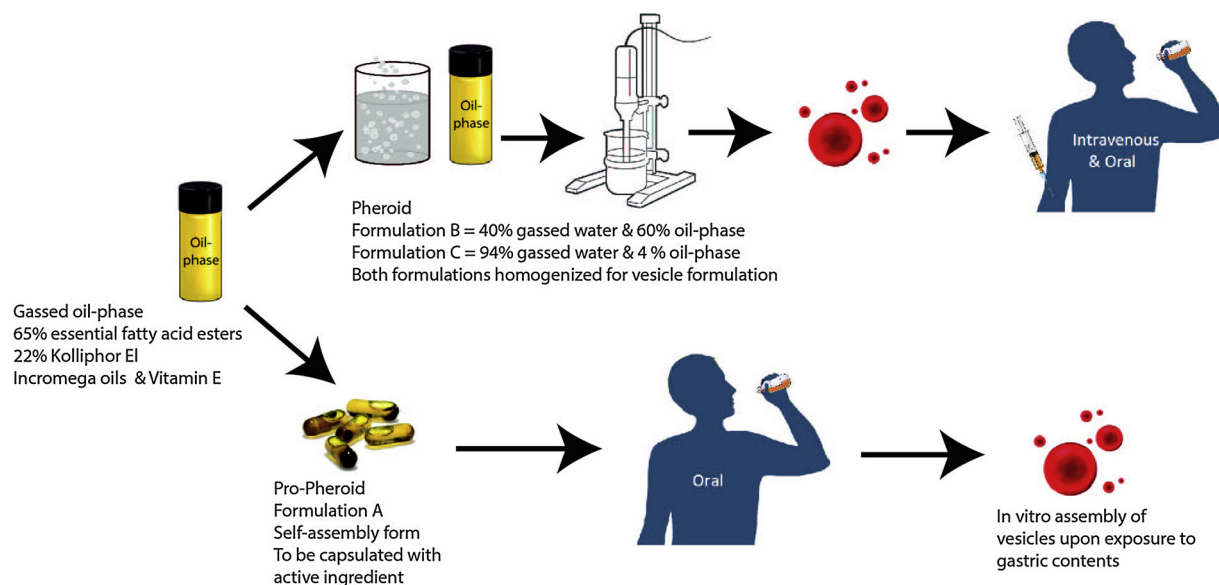 Oil-
phase
Intravenous
& Oral
Pheroid
Formulation B = 40% gassed water & 60% oil-phase
Formulation C = 94% gassed water & 4 % oil-phase
Both formulations homogenized for vesicle formulation
Oil-
phase
Gassed oil-phase
65% essential fatty acid esters
22% Kolliphor El
Incromega oils & Vitamin E
Pro-Pheroid
Formulation A
Self-assembly form
To be capsulated with
active ingredient
Oral
In vitro assembly of
vesicles upon exposure to
gastric contents